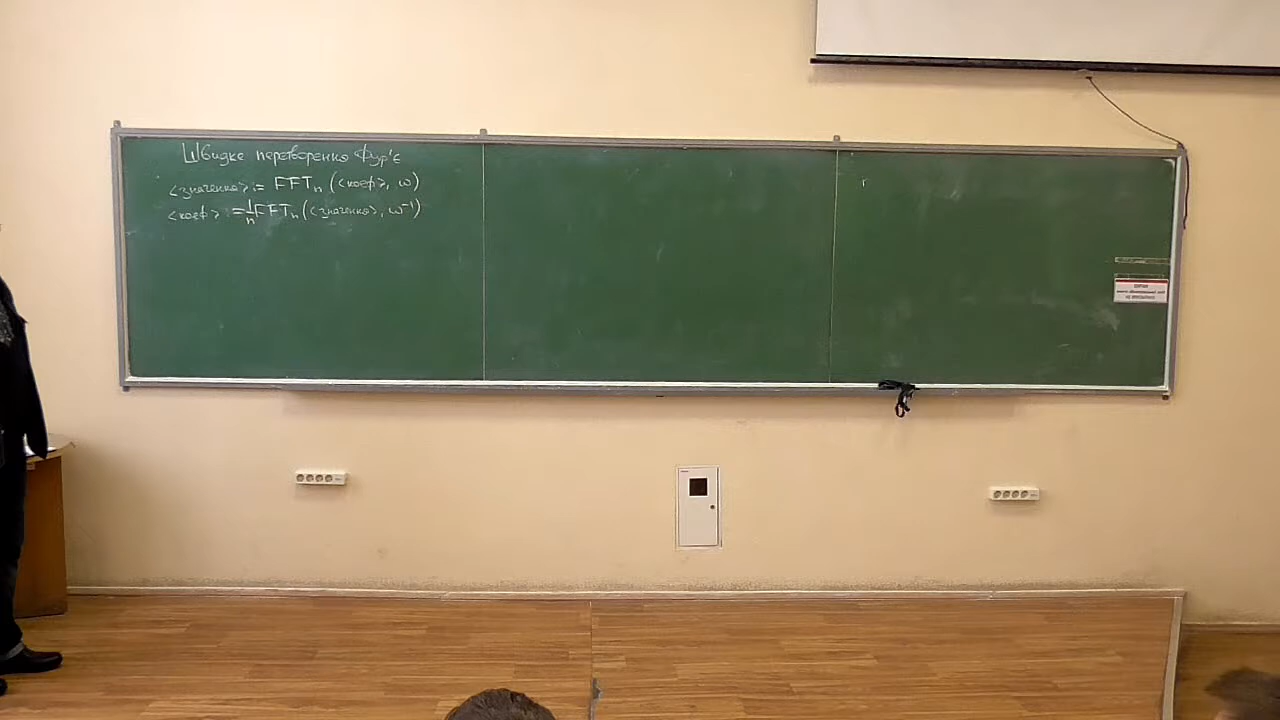 Швидке перетворення Фур'є
<значення> := FFTₙ(<коеф>, ω)
<коеф> := 1/n FFTₙ(<значення>, ω⁻¹)